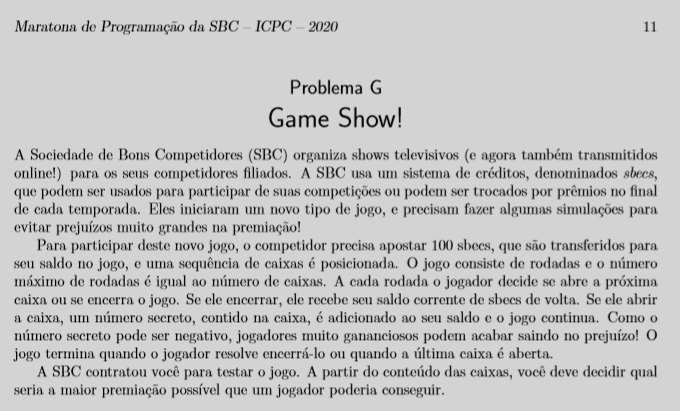 Maratona de Programação da SBC – ICPC – 2020 11
Problema G
Game Show!
A Sociedade de Bons Competidores (SBC) organiza shows televisivos (e agora também transmitidos
online!) para os seus competidores filiados. A SBC usa um sistema de créditos, denominados sbecs,
que podem ser usados para participar de suas competições ou podem ser trocados por prêmios no final
de cada temporada. Eles iniciaram um novo tipo de jogo, e precisam fazer algumas simulações para
evitar prejuízos muito grandes na premiação!
Para participar deste novo jogo, o competidor precisa apostar 100 sbecs, que são transferidos para
seu saldo no jogo, e uma sequência de caixas é posicionada. O jogo consiste de rodadas e o número
máximo de rodadas é igual ao número de caixas. A cada rodada o jogador decide se abre a próxima
caixa ou se encerra o jogo. Se ele encerrar, ele recebe seu saldo corrente de sbecs de volta. Se ele abrir
a caixa, um número secreto, contido na caixa, é adicionado ao seu saldo e o jogo continua. Como o
número secreto pode ser negativo, jogadores muito gananciosos podem acabar saindo no prejuízo! O
jogo termina quando o jogador resolve encerrá-lo ou quando a última caixa é aberta.
A SBC contratou você para testar o jogo. A partir do conteúdo das caixas, você deve decidir qual
seria a maior premiação possível que um jogador poderia conseguir.